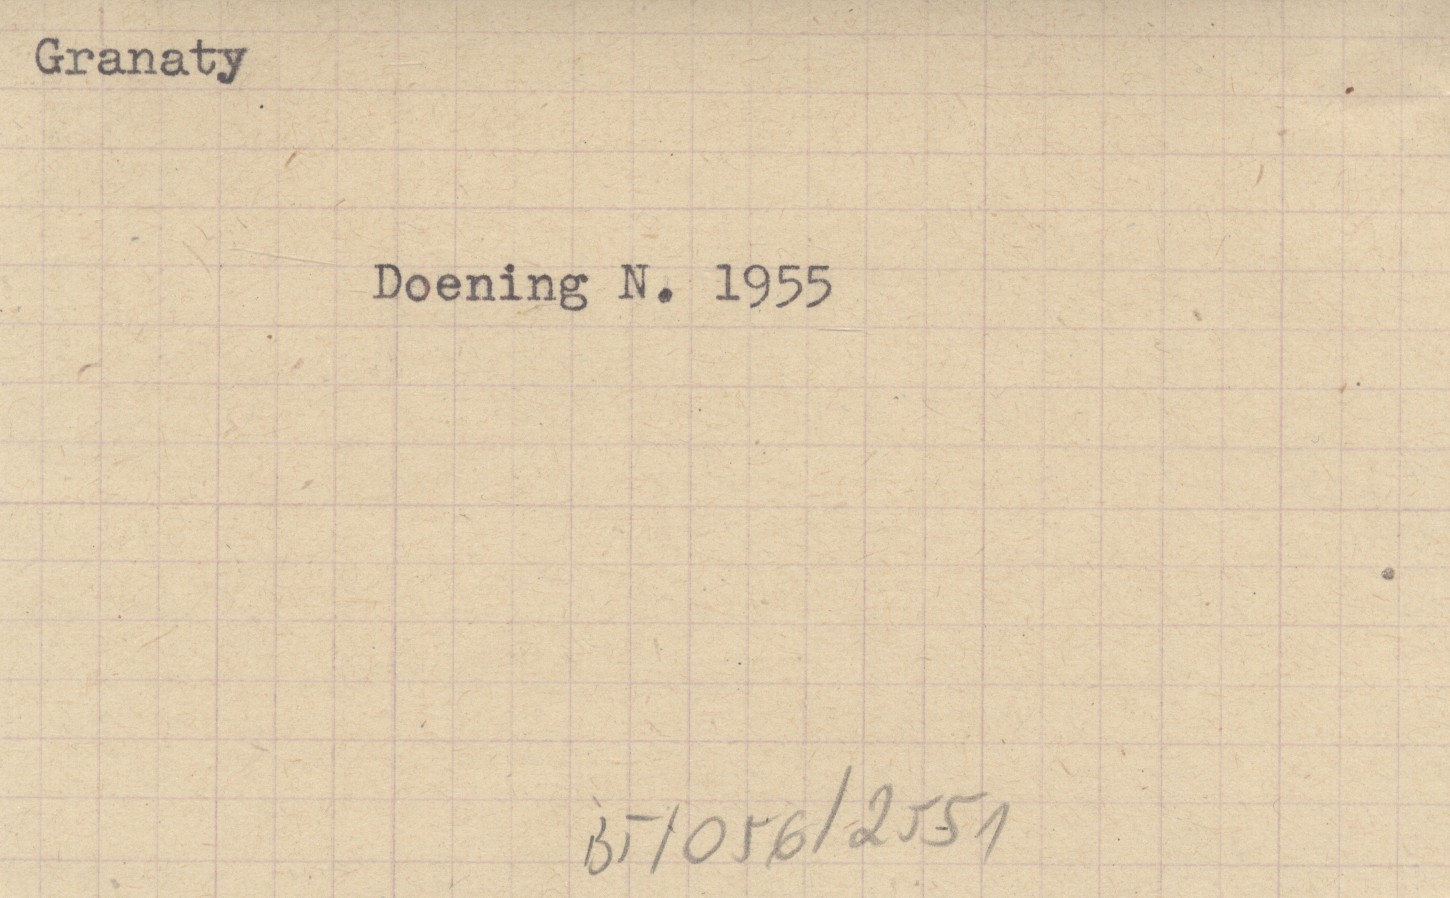 Granaty
Doening N. 1955
BT/056/2551